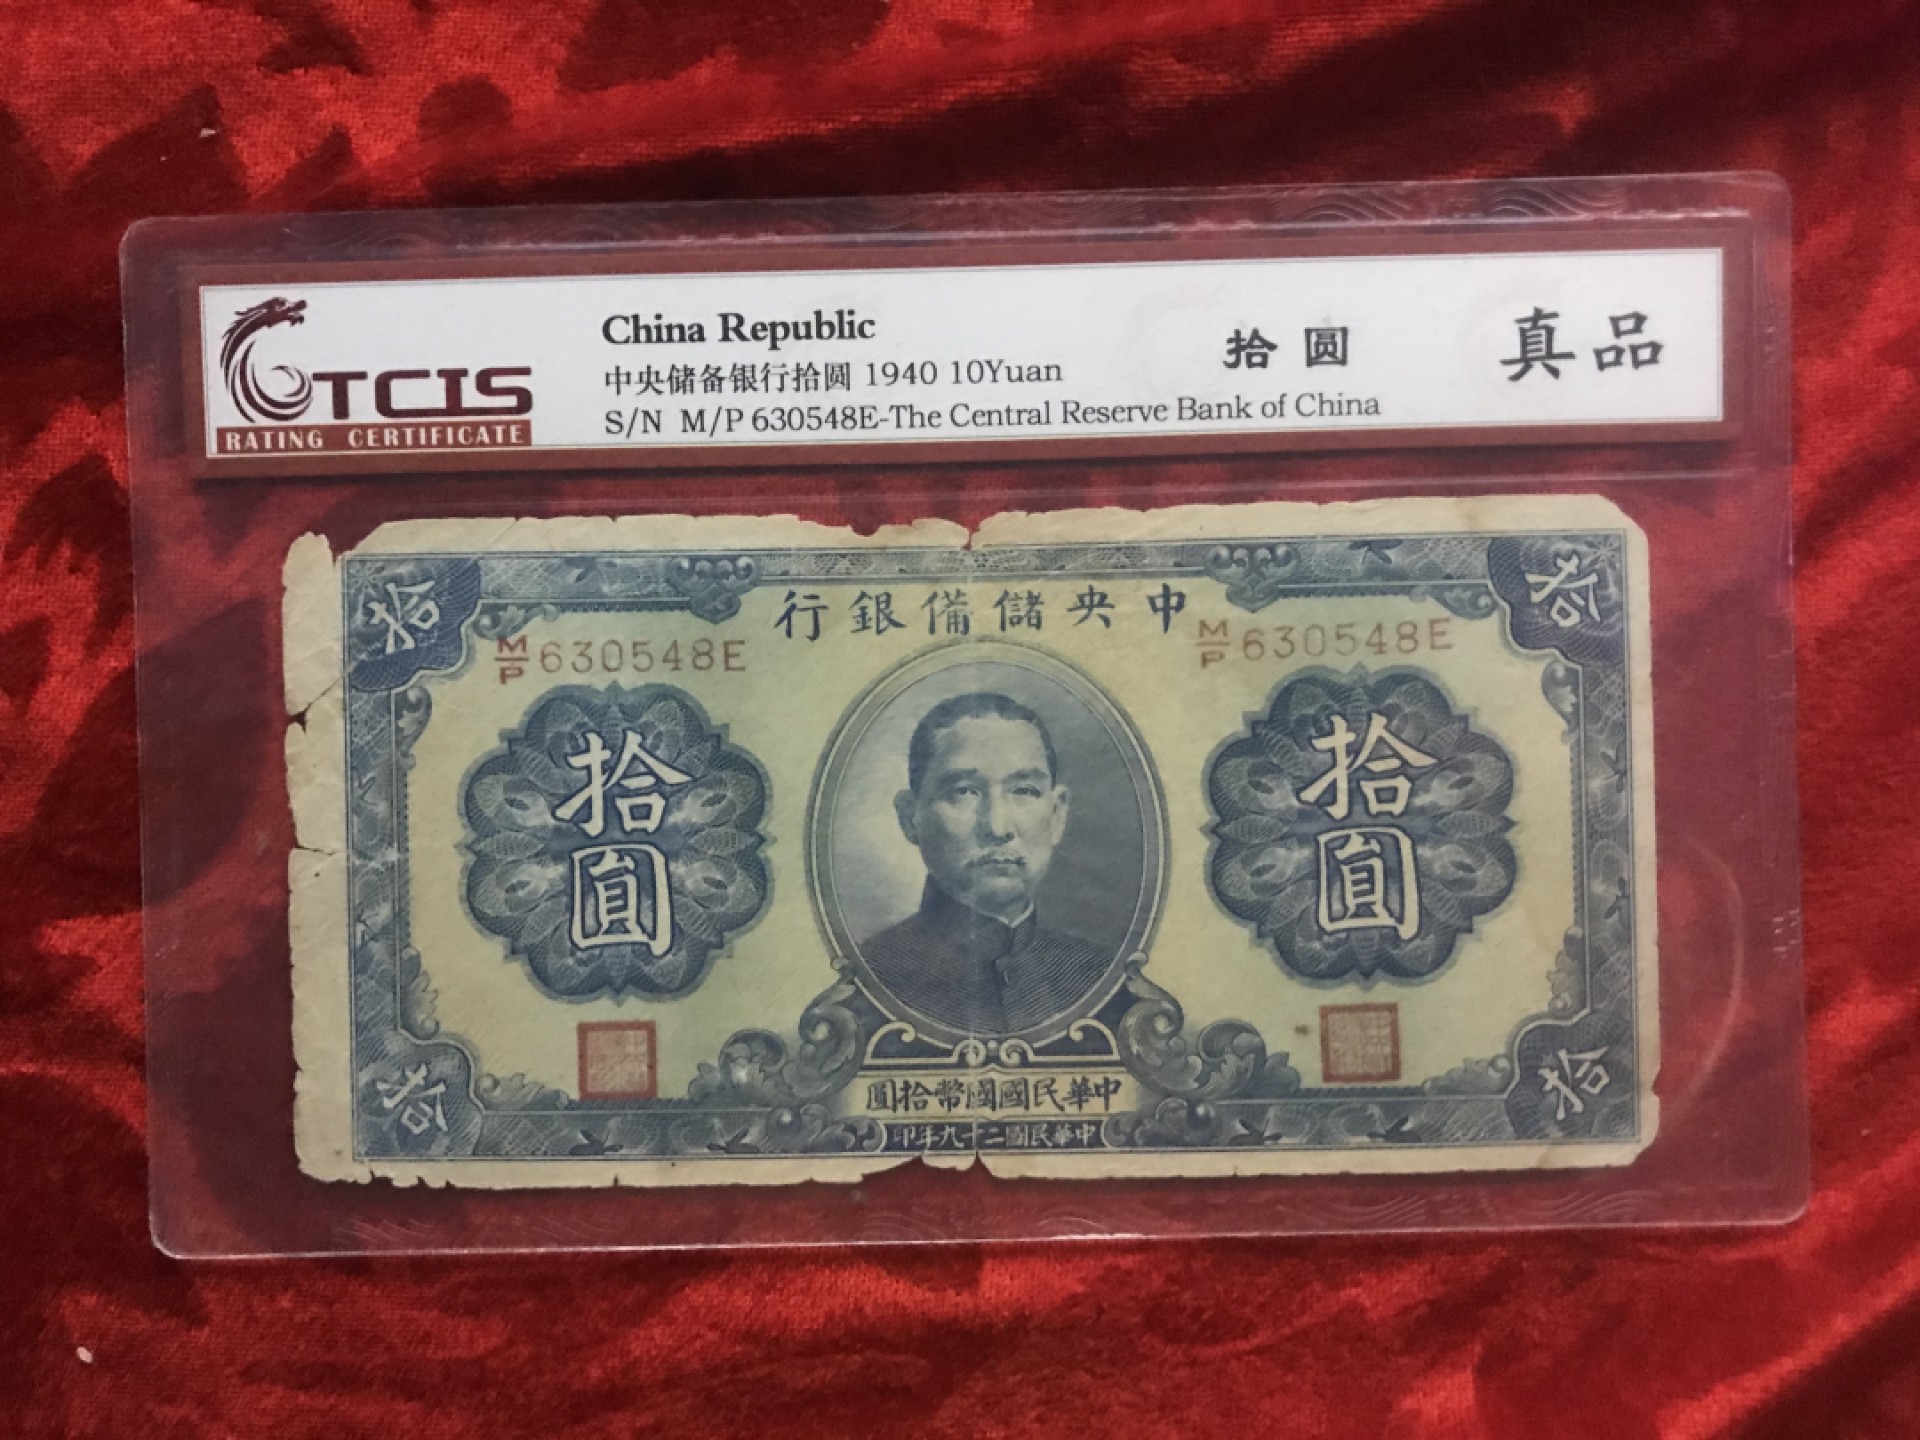 TCIS
RATING CERTIFICATE
China Republic
中央储备银行拾圆 1940 10Yuan
S/N M/P 630548E-The Central Reserve Bank of China
拾圆
真品
拾
拾
行銀備儲央中
M/P 630548E
M/P 630548E
拾圓
拾圓
圓拾幣國國民華中
印年九十二國民華中
拾
拾